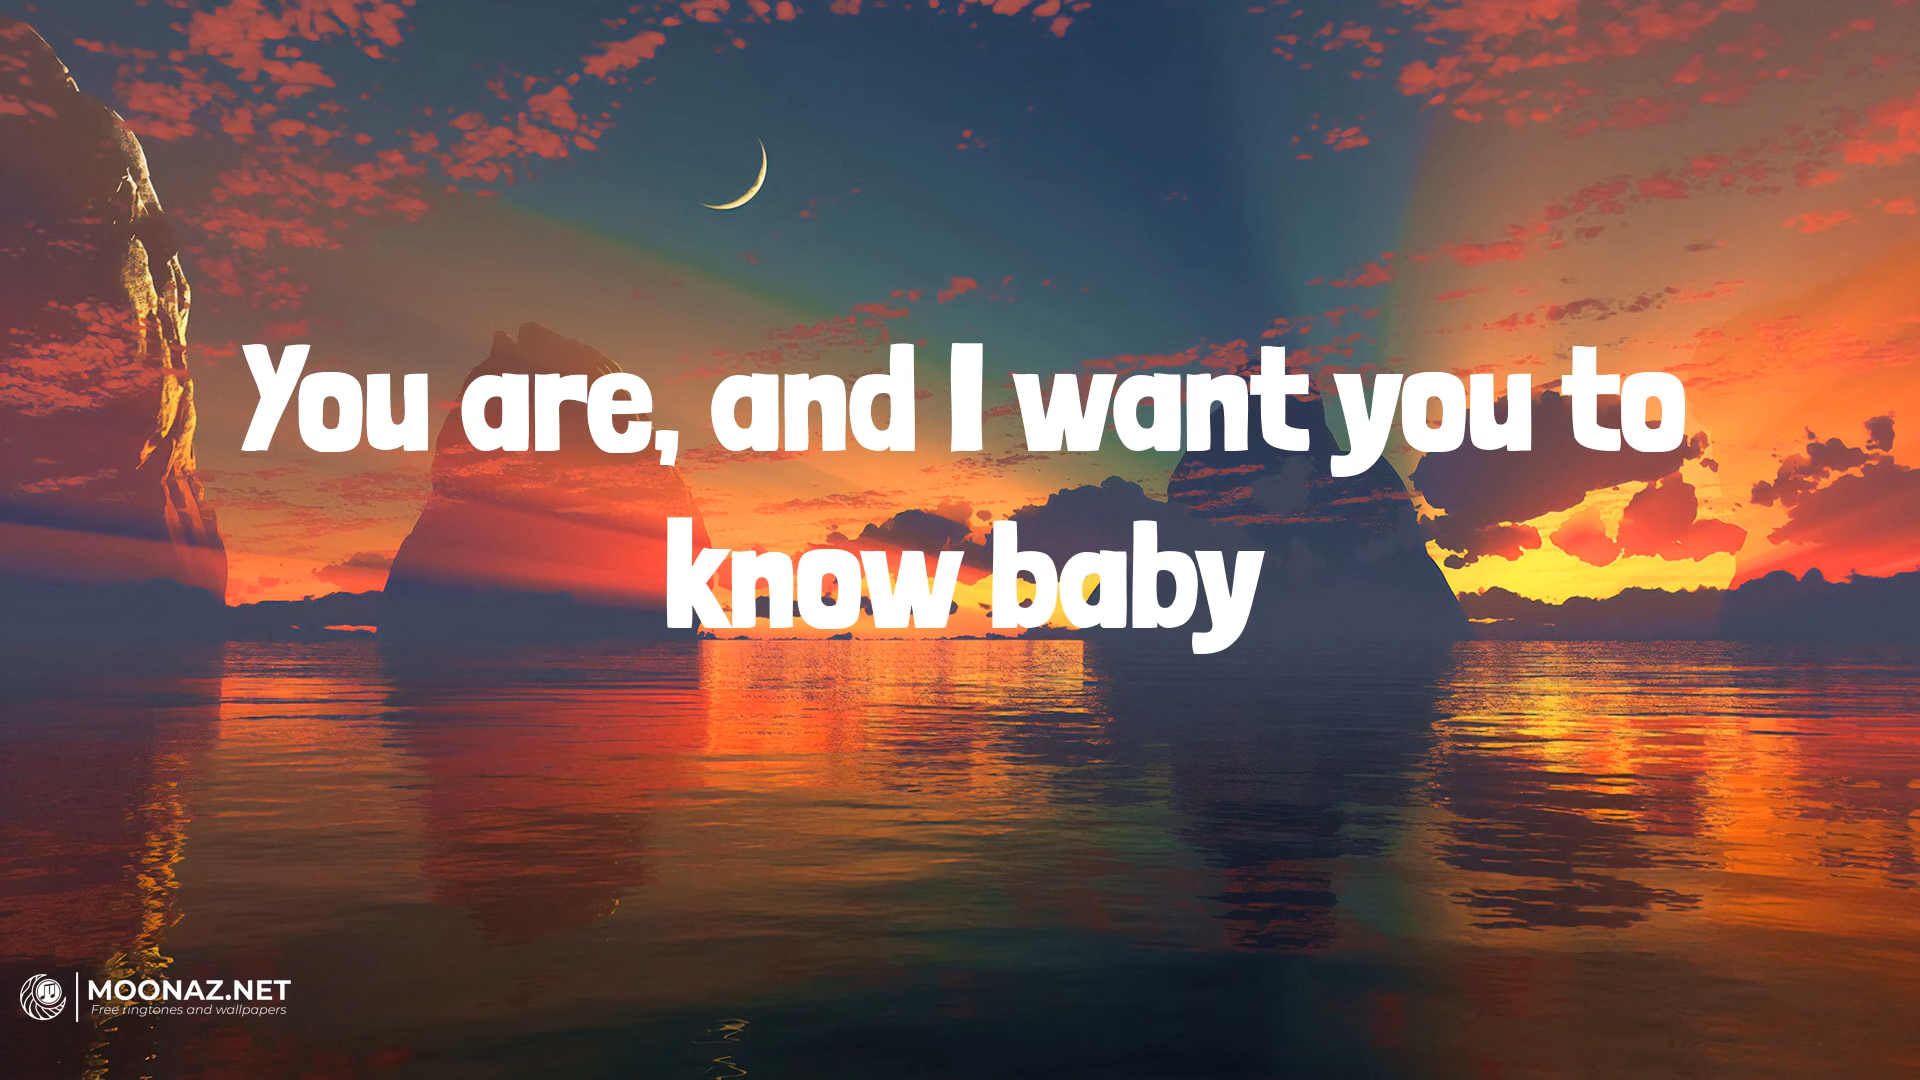 You are, and I want you to
know baby
MOONAZ.NET
Free ringtones and wallpapers